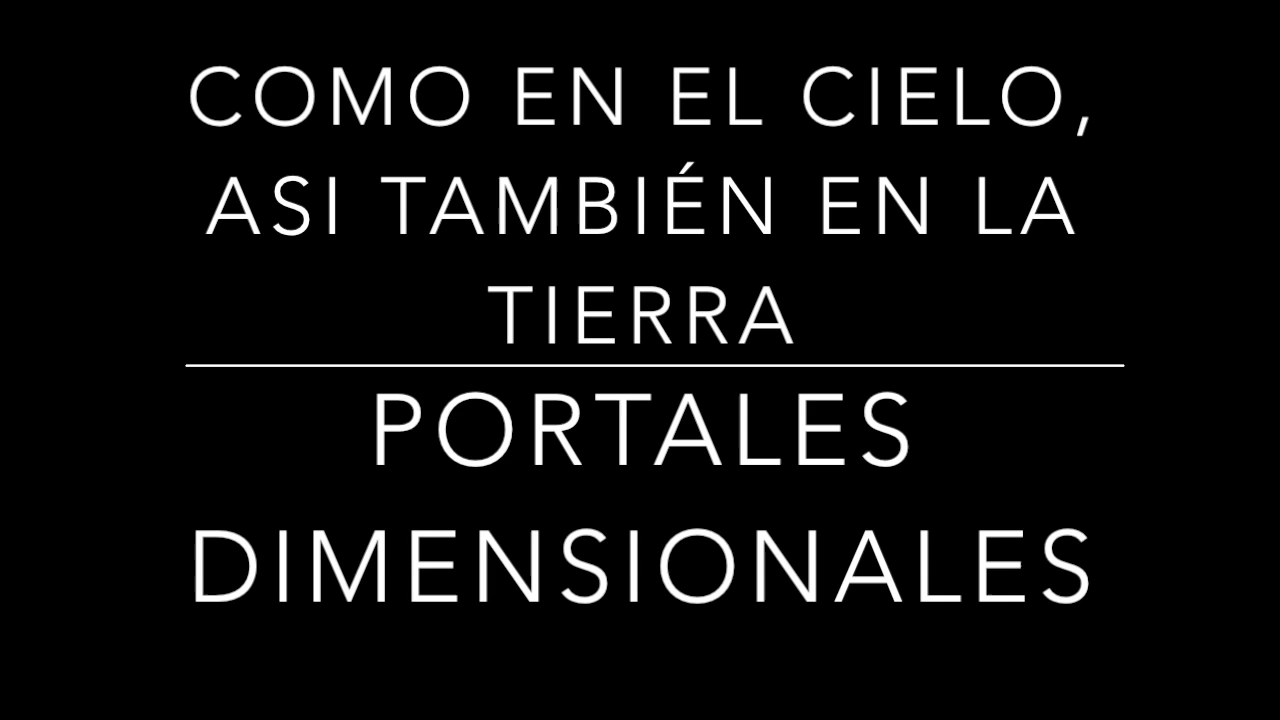 COMO EN EL CIELO,
ASI TAMBIÉN EN LA
TIERRA
PORTALES
DIMENSIONALES